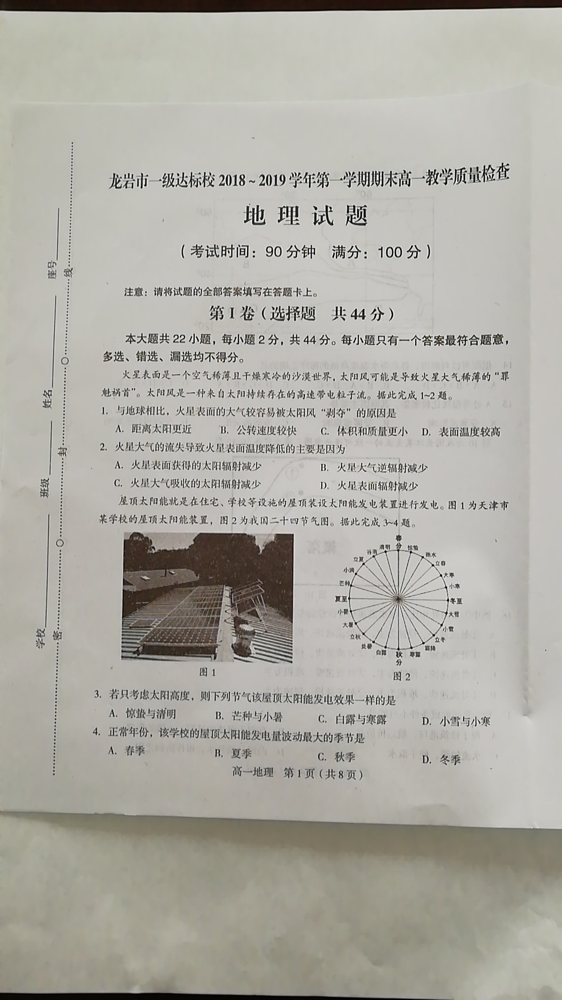 龙岩市一级达标校2018~2019学年第一学期期末高一教学质量检查
地理试题
(考试时间：90分钟 满分：100分)
注意：请将试题的全部答案填写在答题卡上。
第I卷(选择题 共44分)
本大题共22小题，每小题2分，共44分。每小题只有一个答案最符合题意，
多选、错选、漏选均不得分。
火星表面是一个空气稀薄且干燥寒冷的沙漠世界，太阳风可能是导致火星大气稀薄的“罪
魁祸首”。太阳风是一种来自太阳持续存在的高速带电粒子流。据此完成1~2题。
1. 与地球相比，火星表面的大气较容易被太阳风“剥夺”的原因是
A. 距离太阳更近 B. 公转速度较快 C. 体积和质量更小 D. 表面温度较高
2. 火星大气的流失导致火星表面温度降低的主要是因为
A. 火星表面获得的太阳辐射减少 B. 火星大气逆辐射减少
C. 火星大气吸收的太阳辐射减少 D. 火星表面辐射减少
屋顶太阳能就是在住宅、学校等设施的屋顶装设太阳能发电装置进行发电。图1为天津市
某学校的屋顶太阳能装置，图2为我国二十四节气图。据此完成3~4题。
春分
惊蛰
雨水
立春
大寒
小寒
冬至
大雪
小雪
立冬
霜降
寒露
秋分
白露
处暑
立秋
大暑
小暑
夏至
芒种
小满
立夏
谷雨
清明
图1
图2
3. 若只考虑太阳高度，则下列节气该屋顶太阳能发电效果一样的是
A. 惊蛰与清明 B. 芒种与小暑 C. 白露与寒露 D. 小雪与小寒
4. 正常年份，该学校的屋顶太阳能发电量波动最大的季节是
A. 春季 B. 夏季 C. 秋季 D. 冬季
高一地理 第1页(共8页)
学校
班级
姓名
座号
密
封
线